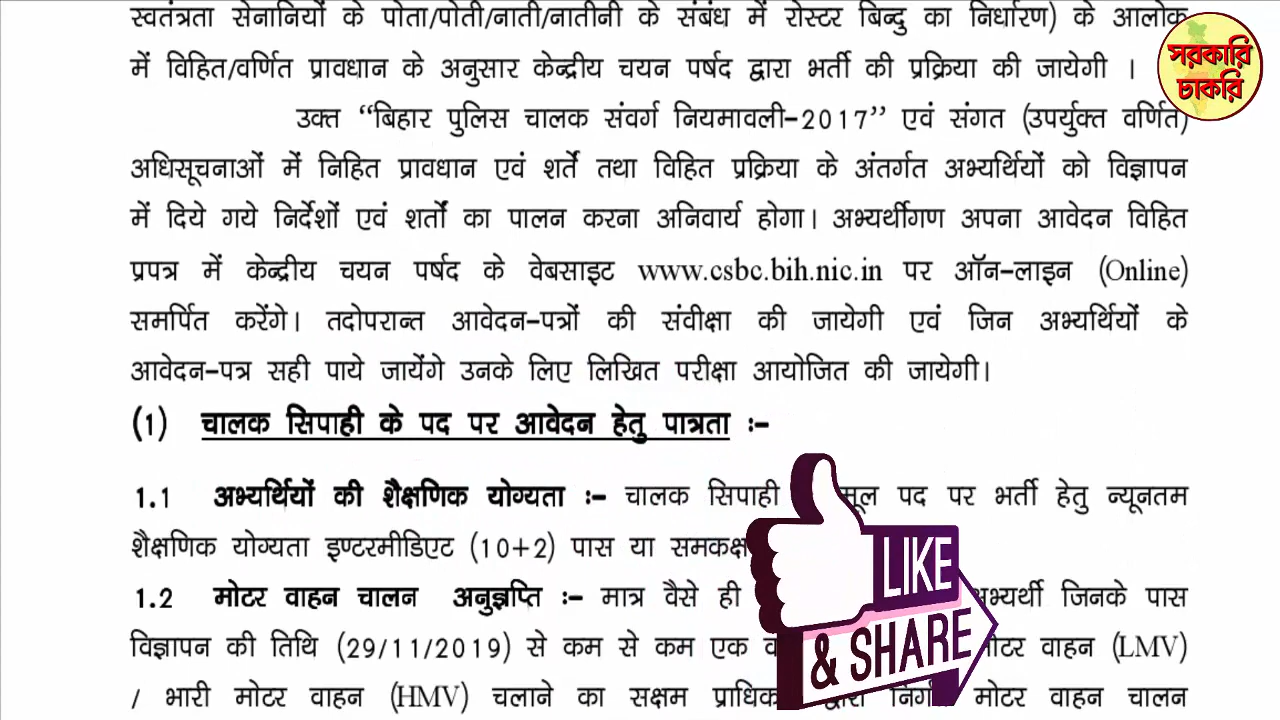 स्वतंत्रता सेनानियों के पोता/पोती/नाती/नातीनी के संबंध में रोस्टर बिन्दु का निर्धारण) के आलोक
में विहित/वर्णित प्रावधान के अनुसार केन्द्रीय चयन पर्षद द्वारा भर्ती की प्रक्रिया की जायेगी ।
সরকারি
চাকরি
उक्त “बिहार पुलिस चालक संवर्ग नियमावली-2017” एवं संगत (उपर्युक्त वर्णित)
अधिसूचनाओं में निहित प्रावधान एवं शर्ते तथा विहित प्रक्रिया के अंतर्गत अभ्यर्थियों को विज्ञापन
में दिये गये निर्देशों एवं शर्तों का पालन करना अनिवार्य होगा। अभ्यर्थीगण अपना आवेदन विहित
प्रपत्र में केन्द्रीय चयन पर्षद के वेबसाइट www.csbc.bih.nic.in पर ऑन-लाइन (Online)
समर्पित करेंगे। तदोपरान्त आवेदन-पत्रों की संवीक्षा की जायेगी एवं जिन अभ्यर्थियों के
आवेदन-पत्र सही पाये जायेंगे उनके लिए लिखित परीक्षा आयोजित की जायेगी।
(1) चालक सिपाही के पद पर आवेदन हेतु पात्रता :-
1.1 अभ्यर्थियों की शैक्षणिक योग्यता :- चालक सिपाही मूल पद पर भर्ती हेतु न्यूनतम
शैक्षणिक योग्यता इण्टरमीडिएट (10+2) पास या समकक्ष
1.2 मोटर वाहन चालन अनुज्ञप्ति :- मात्र वैसे ही अभ्यर्थी जिनके पास
विज्ञापन की तिथि (29/11/2019) से कम से कम एक मोटर वाहन (LMV)
/ भारी मोटर वाहन (HMV) चलाने का सक्षम मोटर वाहन चालन
LIKE
& SHARE